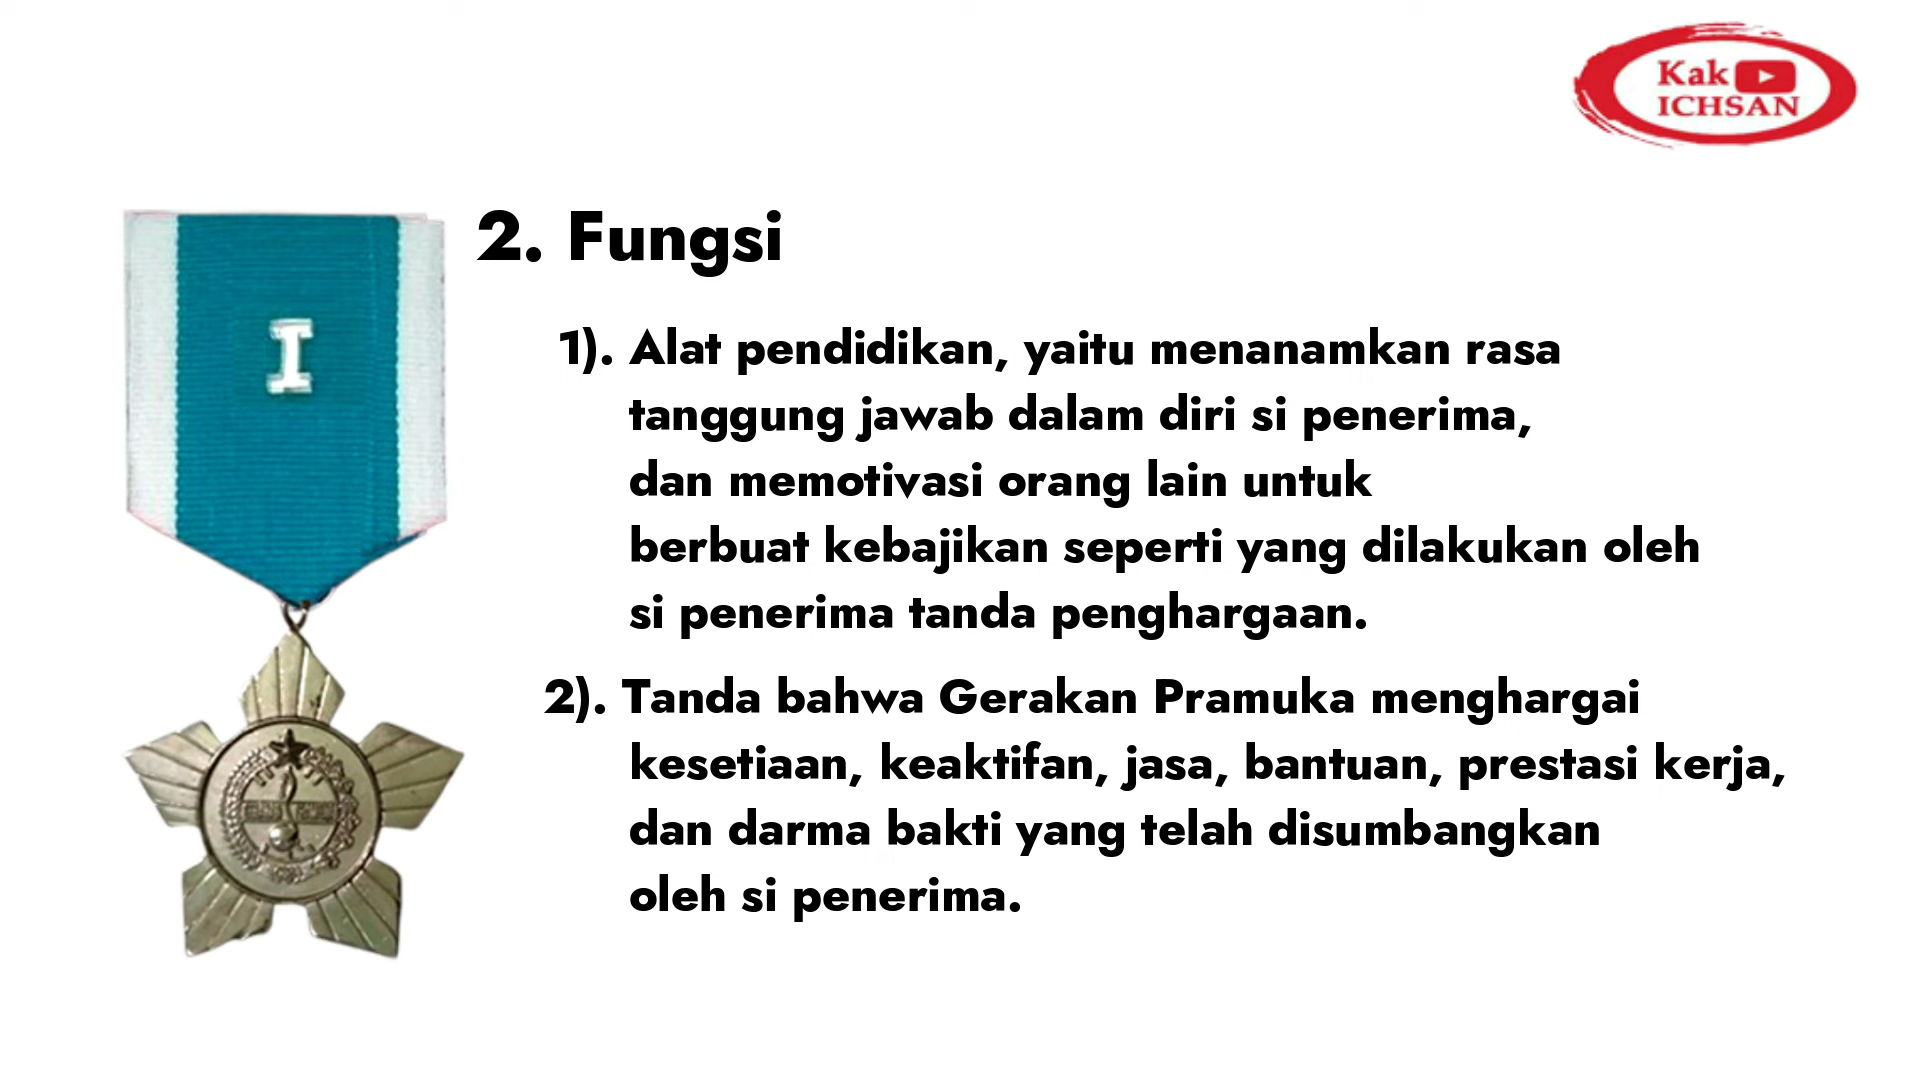 Kak
ICHSAN
2. Fungsi
I
1). Alat pendidikan, yaitu menanamkan rasa
tanggung jawab dalam diri si penerima,
dan memotivasi orang lain untuk
berbuat kebajikan seperti yang dilakukan oleh
si penerima tanda penghargaan.
2). Tanda bahwa Gerakan Pramuka menghargai
kesetiaan, keaktifan, jasa, bantuan, prestasi kerja,
dan darma bakti yang telah disumbangkan
oleh si penerima.